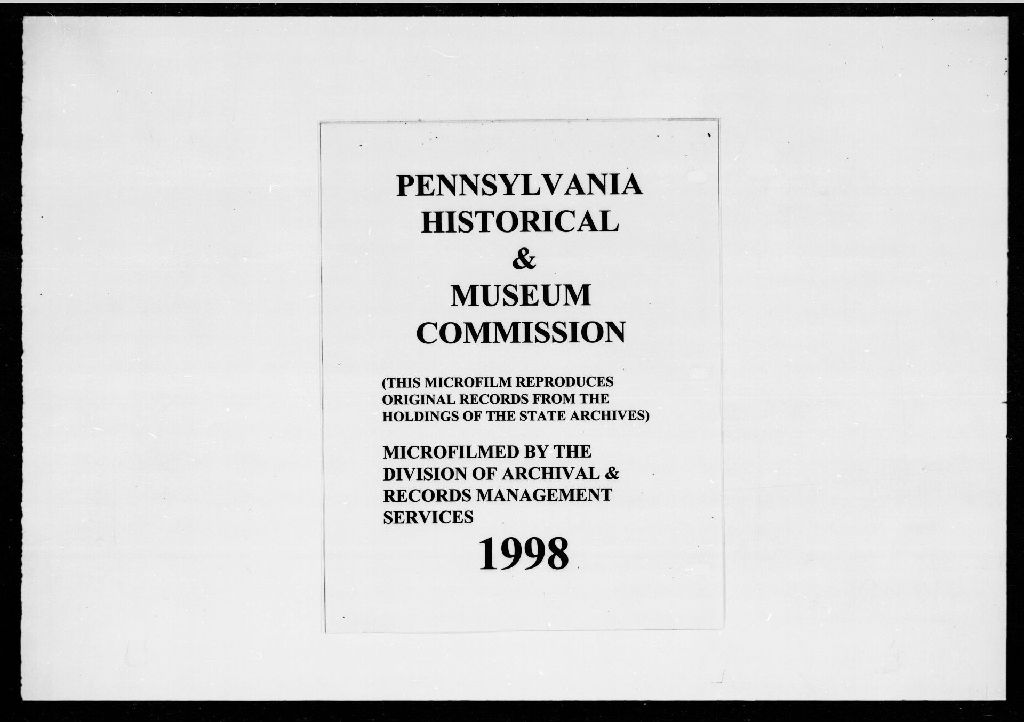 PENNSYLVANIA
HISTORICAL
&
MUSEUM
COMMISSION
(THIS MICROFILM REPRODUCES
ORIGINAL RECORDS FROM THE
HOLDINGS OF THE STATE ARCHIVES)
MICROFILMED BY THE
DIVISION OF ARCHIVAL &
RECORDS MANAGEMENT
SERVICES
1998